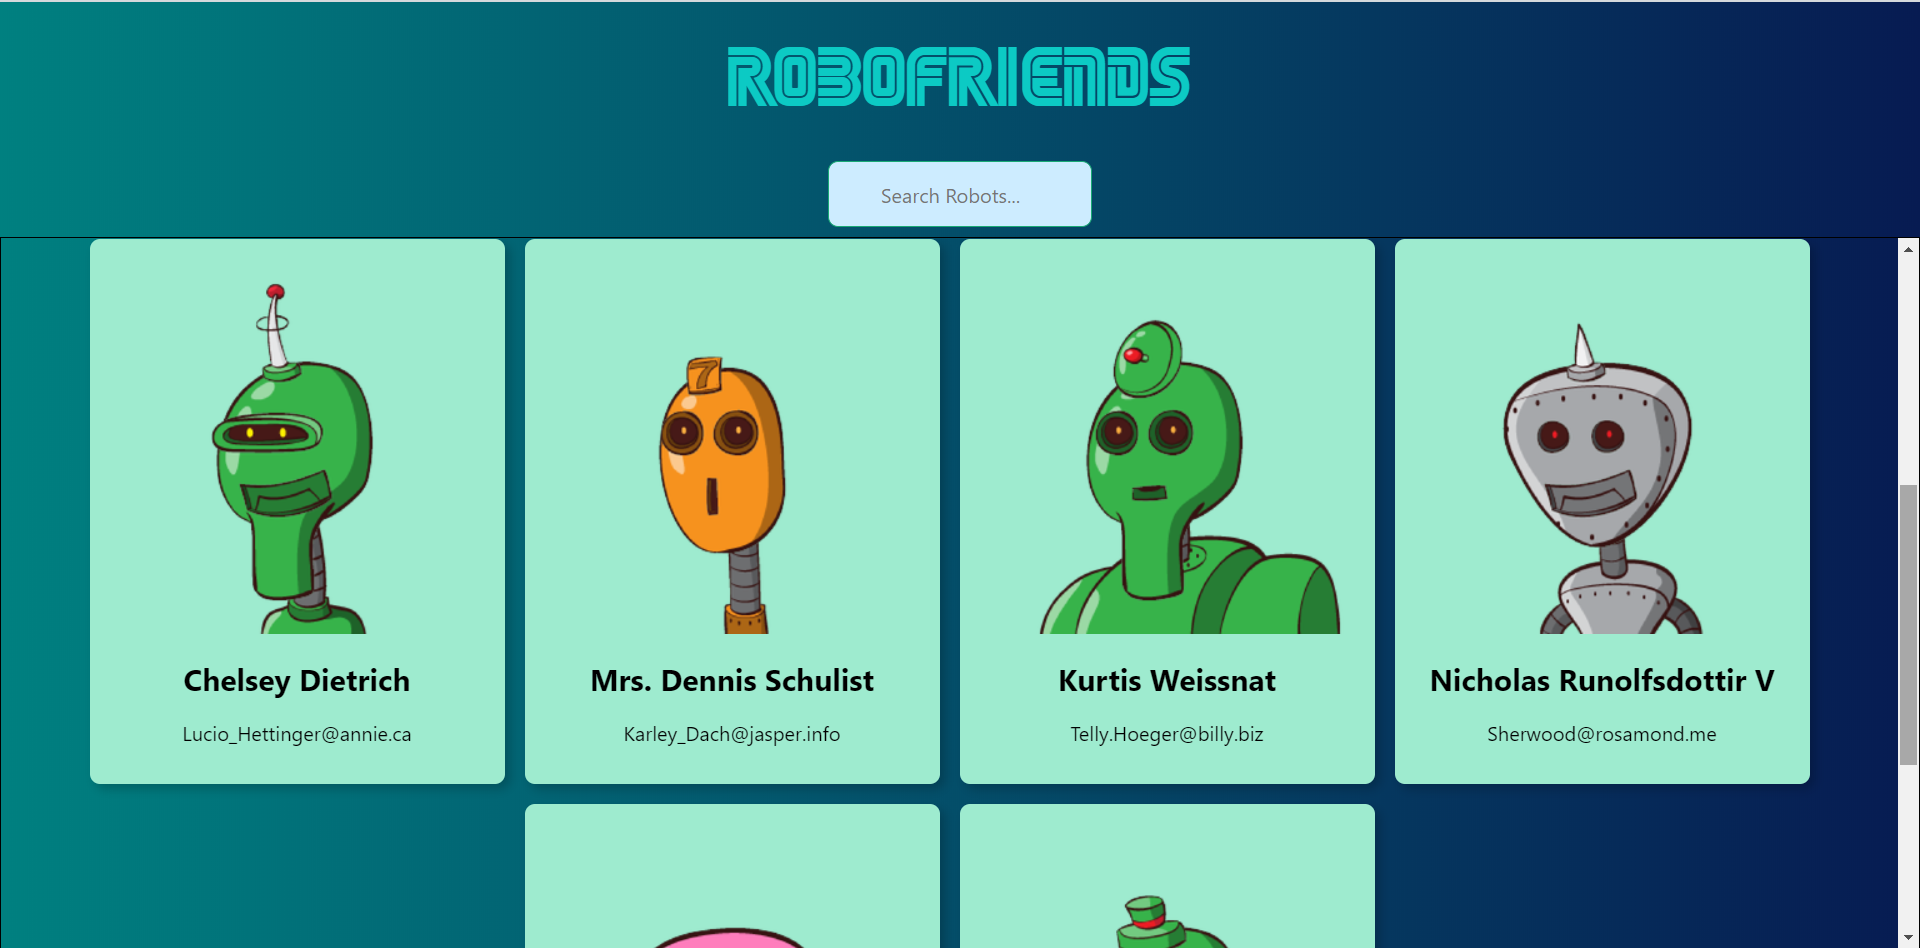 ROBOFRIENDS
Search Robots...
7
Chelsey Dietrich
Lucio_Hettinger@annie.ca
Mrs. Dennis Schulist
Karley_Dach@jasper.info
Kurtis Weissnat
Telly.Hoeger@billy.biz
Nicholas Runolfsdottir V
Sherwood@rosamond.me